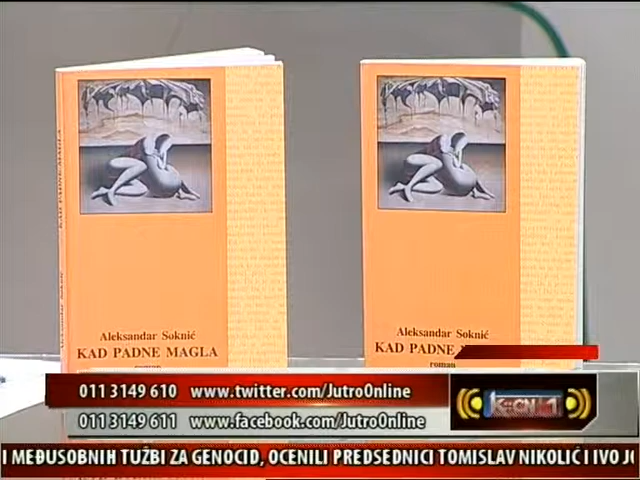 Aleksandar Soknić
KAD PADNE MAGLA
roman
Aleksandar Soknić
KAD PADNE
roman
KAD PADNE MAGLA
011 3149 610 www.twitter.com/JutroOnline
011 3149 611 www.facebook.com/JutroOnline
I MEĐUSOBNIH TUŽBI ZA GENOCID, OCENILI PREDSEDNICI TOMISLAV NIKOLIĆ I IVO